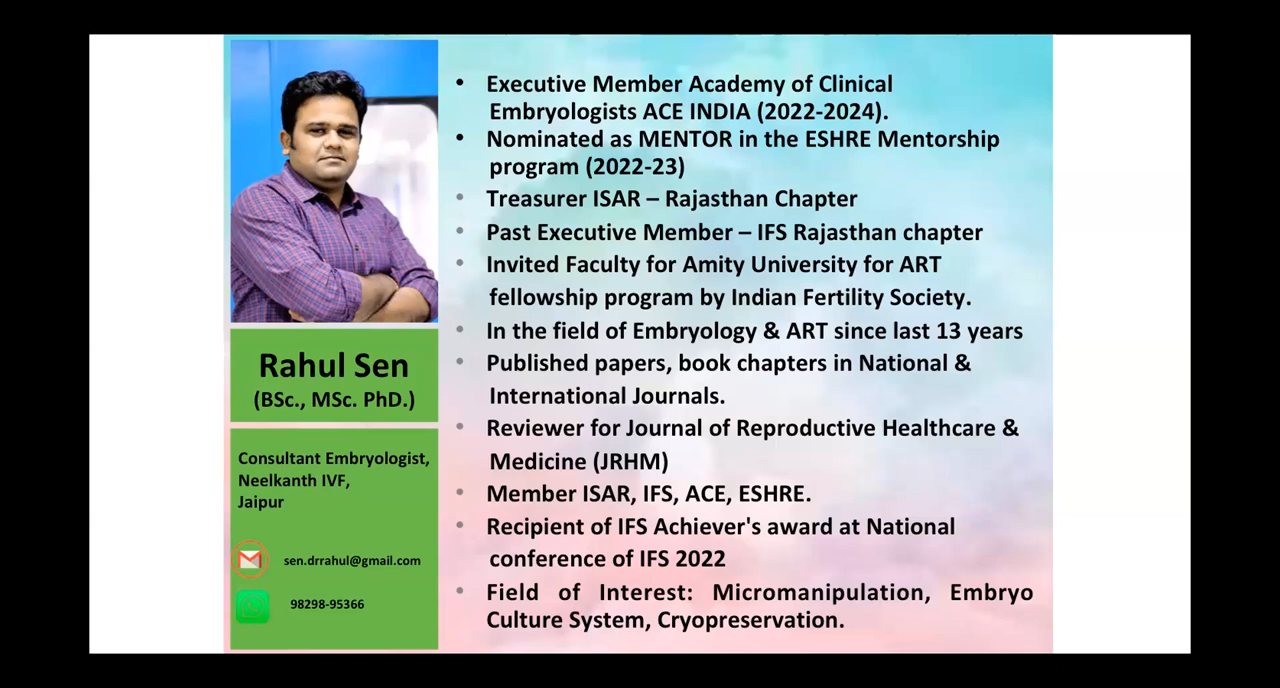 Rahul Sen
(BSc., MSc. PhD.)
Consultant Embryologist,
Neelkanth IVF,
Jaipur
sen.drrahul@gmail.com
98298-95366
• Executive Member Academy of Clinical
Embryologists ACE INDIA (2022-2024).
• Nominated as MENTOR in the ESHRE Mentorship
program (2022-23)
• Treasurer ISAR – Rajasthan Chapter
• Past Executive Member – IFS Rajasthan chapter
• Invited Faculty for Amity University for ART
fellowship program by Indian Fertility Society.
• In the field of Embryology & ART since last 13 years
• Published papers, book chapters in National &
International Journals.
• Reviewer for Journal of Reproductive Healthcare &
Medicine (JRHM)
• Member ISAR, IFS, ACE, ESHRE.
• Recipient of IFS Achiever's award at National
conference of IFS 2022
• Field of Interest: Micromanipulation, Embryo
Culture System, Cryopreservation.